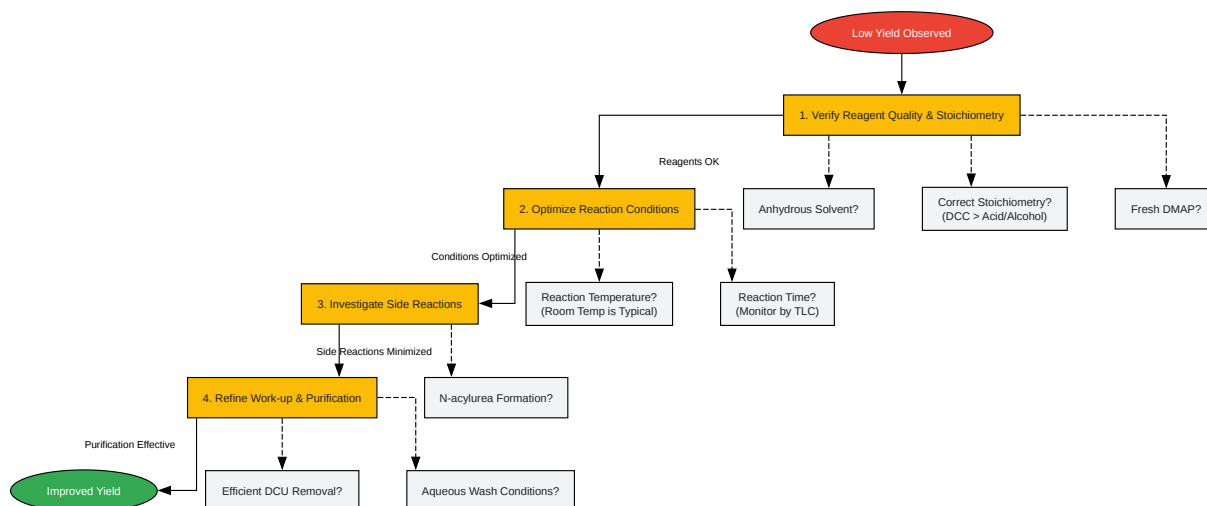 Low Yield Observed
1. Verify Reagent Quality & Stoichiometry
Reagents OK
2. Optimize Reaction Conditions
Anhydrous Solvent?
Correct Stoichiometry?
(DCC > Acid/Alcohol)
Fresh DMAP?
Conditions Optimized
3. Investigate Side Reactions
Reaction Temperature?
(Room Temp is Typical)
Reaction Time?
(Monitor by TLC)
Side Reactions Minimized
4. Refine Work-up & Purification
N-acylurea Formation?
Purification Effective
Improved Yield
Efficient DCU Removal?
Aqueous Wash Conditions?